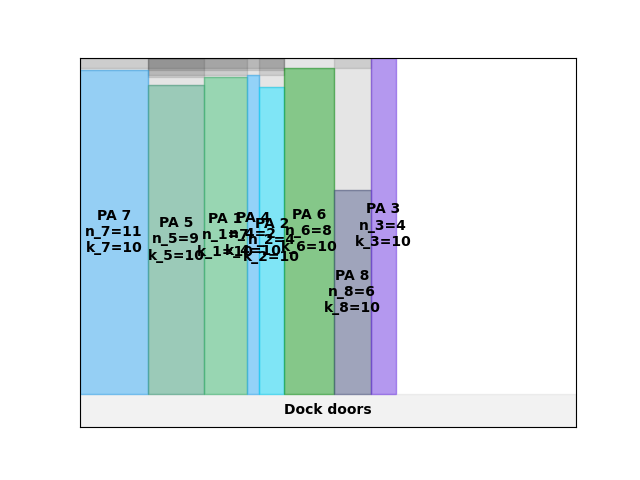 PA 7
n_7=11
k_7=10
PA 5
n_5=9
k_5=10
PA 1
n_1=7
k_1=10
PA 4
n_4=2
k_4=10
PA 2
n_2=4
k_2=10
PA 6
n_6=8
k_6=10
PA 8
n_8=6
k_8=10
PA 3
n_3=4
k_3=10
Dock doors